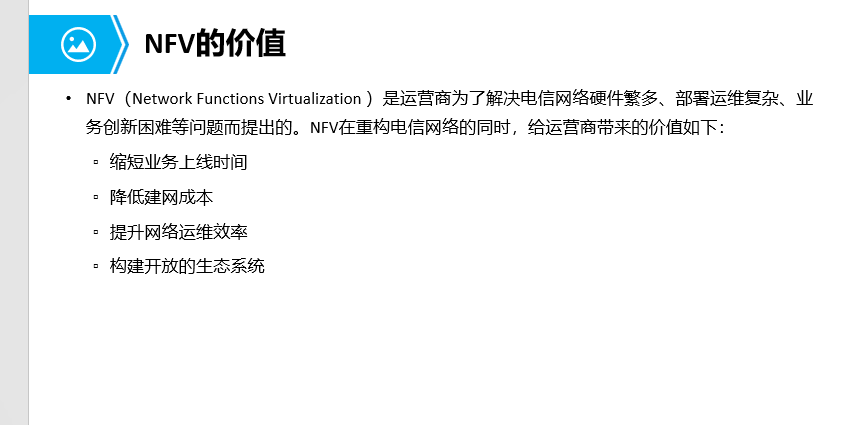 NFV的价值
• NFV（Network Functions Virtualization ）是运营商为了解决电信网络硬件繁多、部署运维复杂、业
务创新困难等问题而提出的。NFV在重构电信网络的同时，给运营商带来的价值如下：
▫ 缩短业务上线时间
▫ 降低建网成本
▫ 提升网络运维效率
▫ 构建开放的生态系统